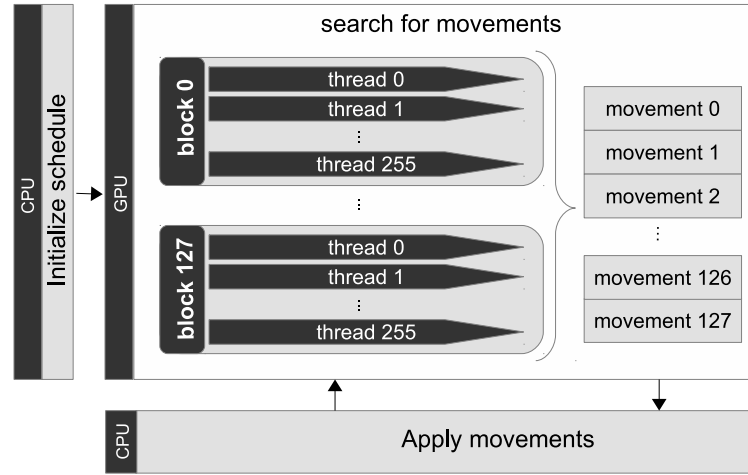 search for movements
CPU
Initialize schedule
GPU
block 0
thread 0
thread 1
...
thread 255
...
block 127
thread 0
thread 1
...
thread 255
movement 0
movement 1
movement 2
...
movement 126
movement 127
CPU
Apply movements